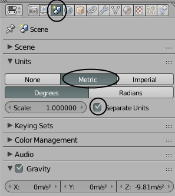 Scene
Scene
Units
None Metric Imperial
Degrees Radians
Scale: 1.000000 Separate Units
Keying Sets
Color Management
Audio
Gravity
X: 0m/s² Y: 0m/s² Z: -9.81m/s²